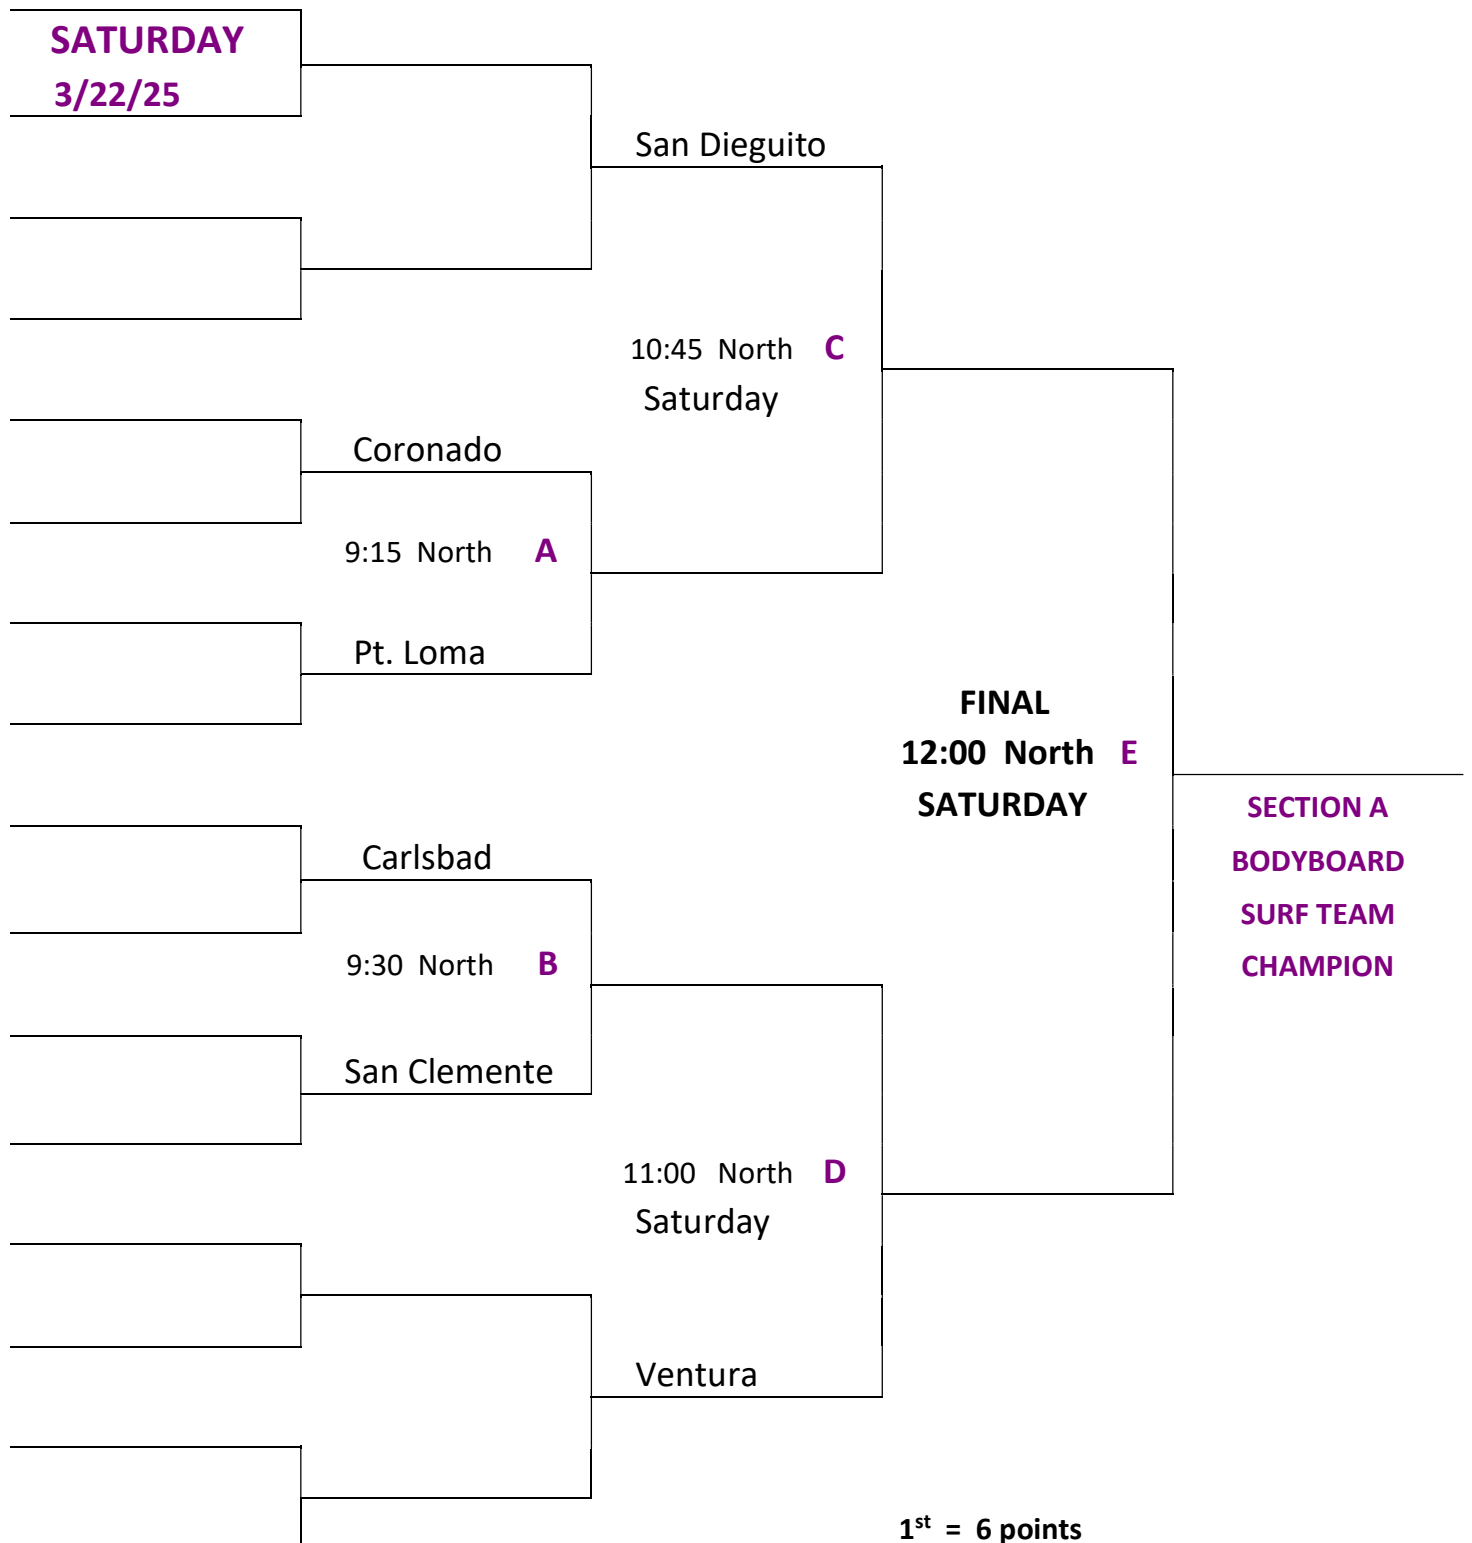 SATURDAY
3/22/25
San Dieguito
10:45 North C
Saturday
Coronado
9:15 North A
Pt. Loma
FINAL
12:00 North E
SATURDAY
SECTION A
BODYBOARD
SURF TEAM
CHAMPION
Carlsbad
9:30 North B
San Clemente
11:00 North D
Saturday
Ventura
1st = 6 points